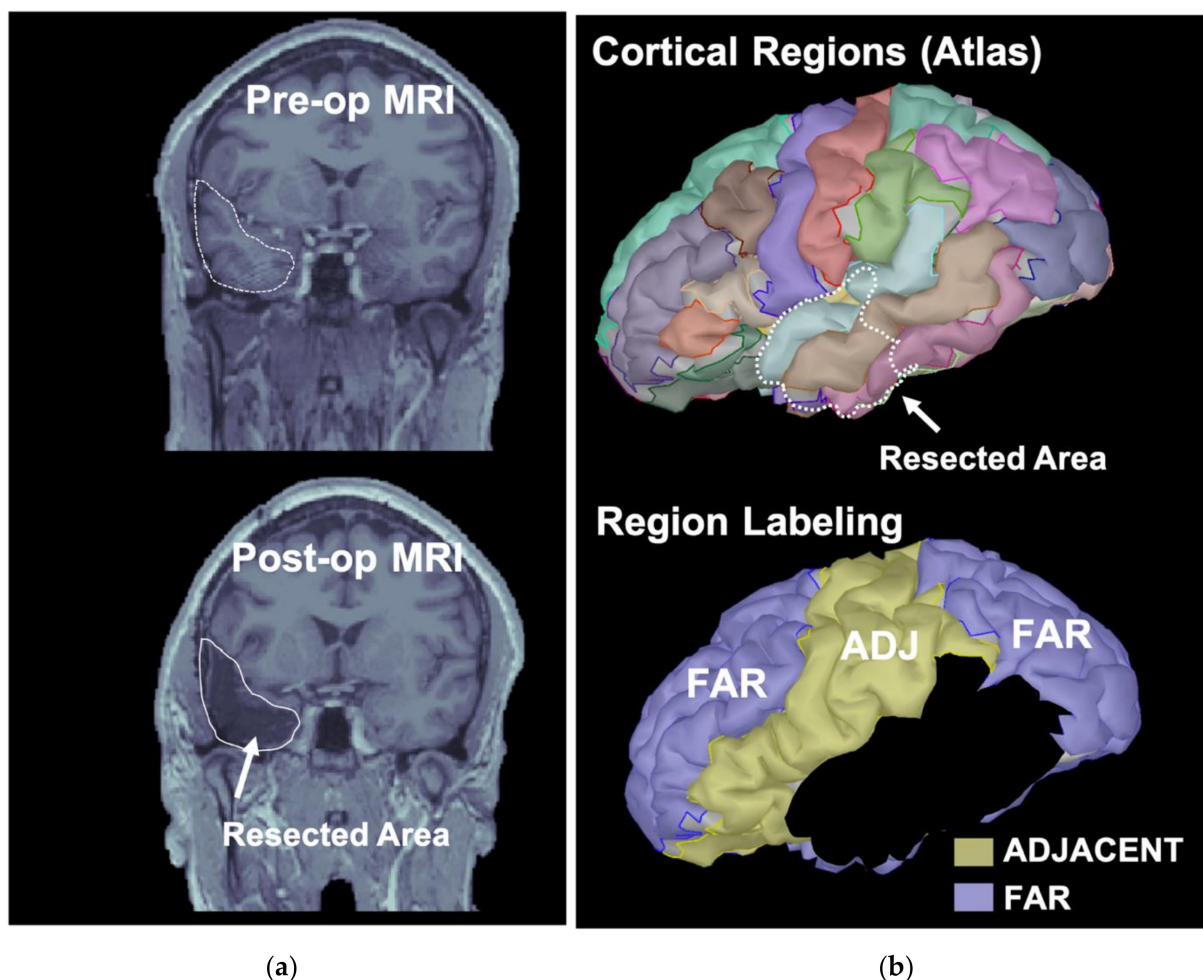 Pre-op MRI
Post-op MRI
Resected Area
(a)
Cortical Regions (Atlas)
Resected Area
Region Labeling
FAR
ADJ
FAR
ADJACENT
FAR
(b)